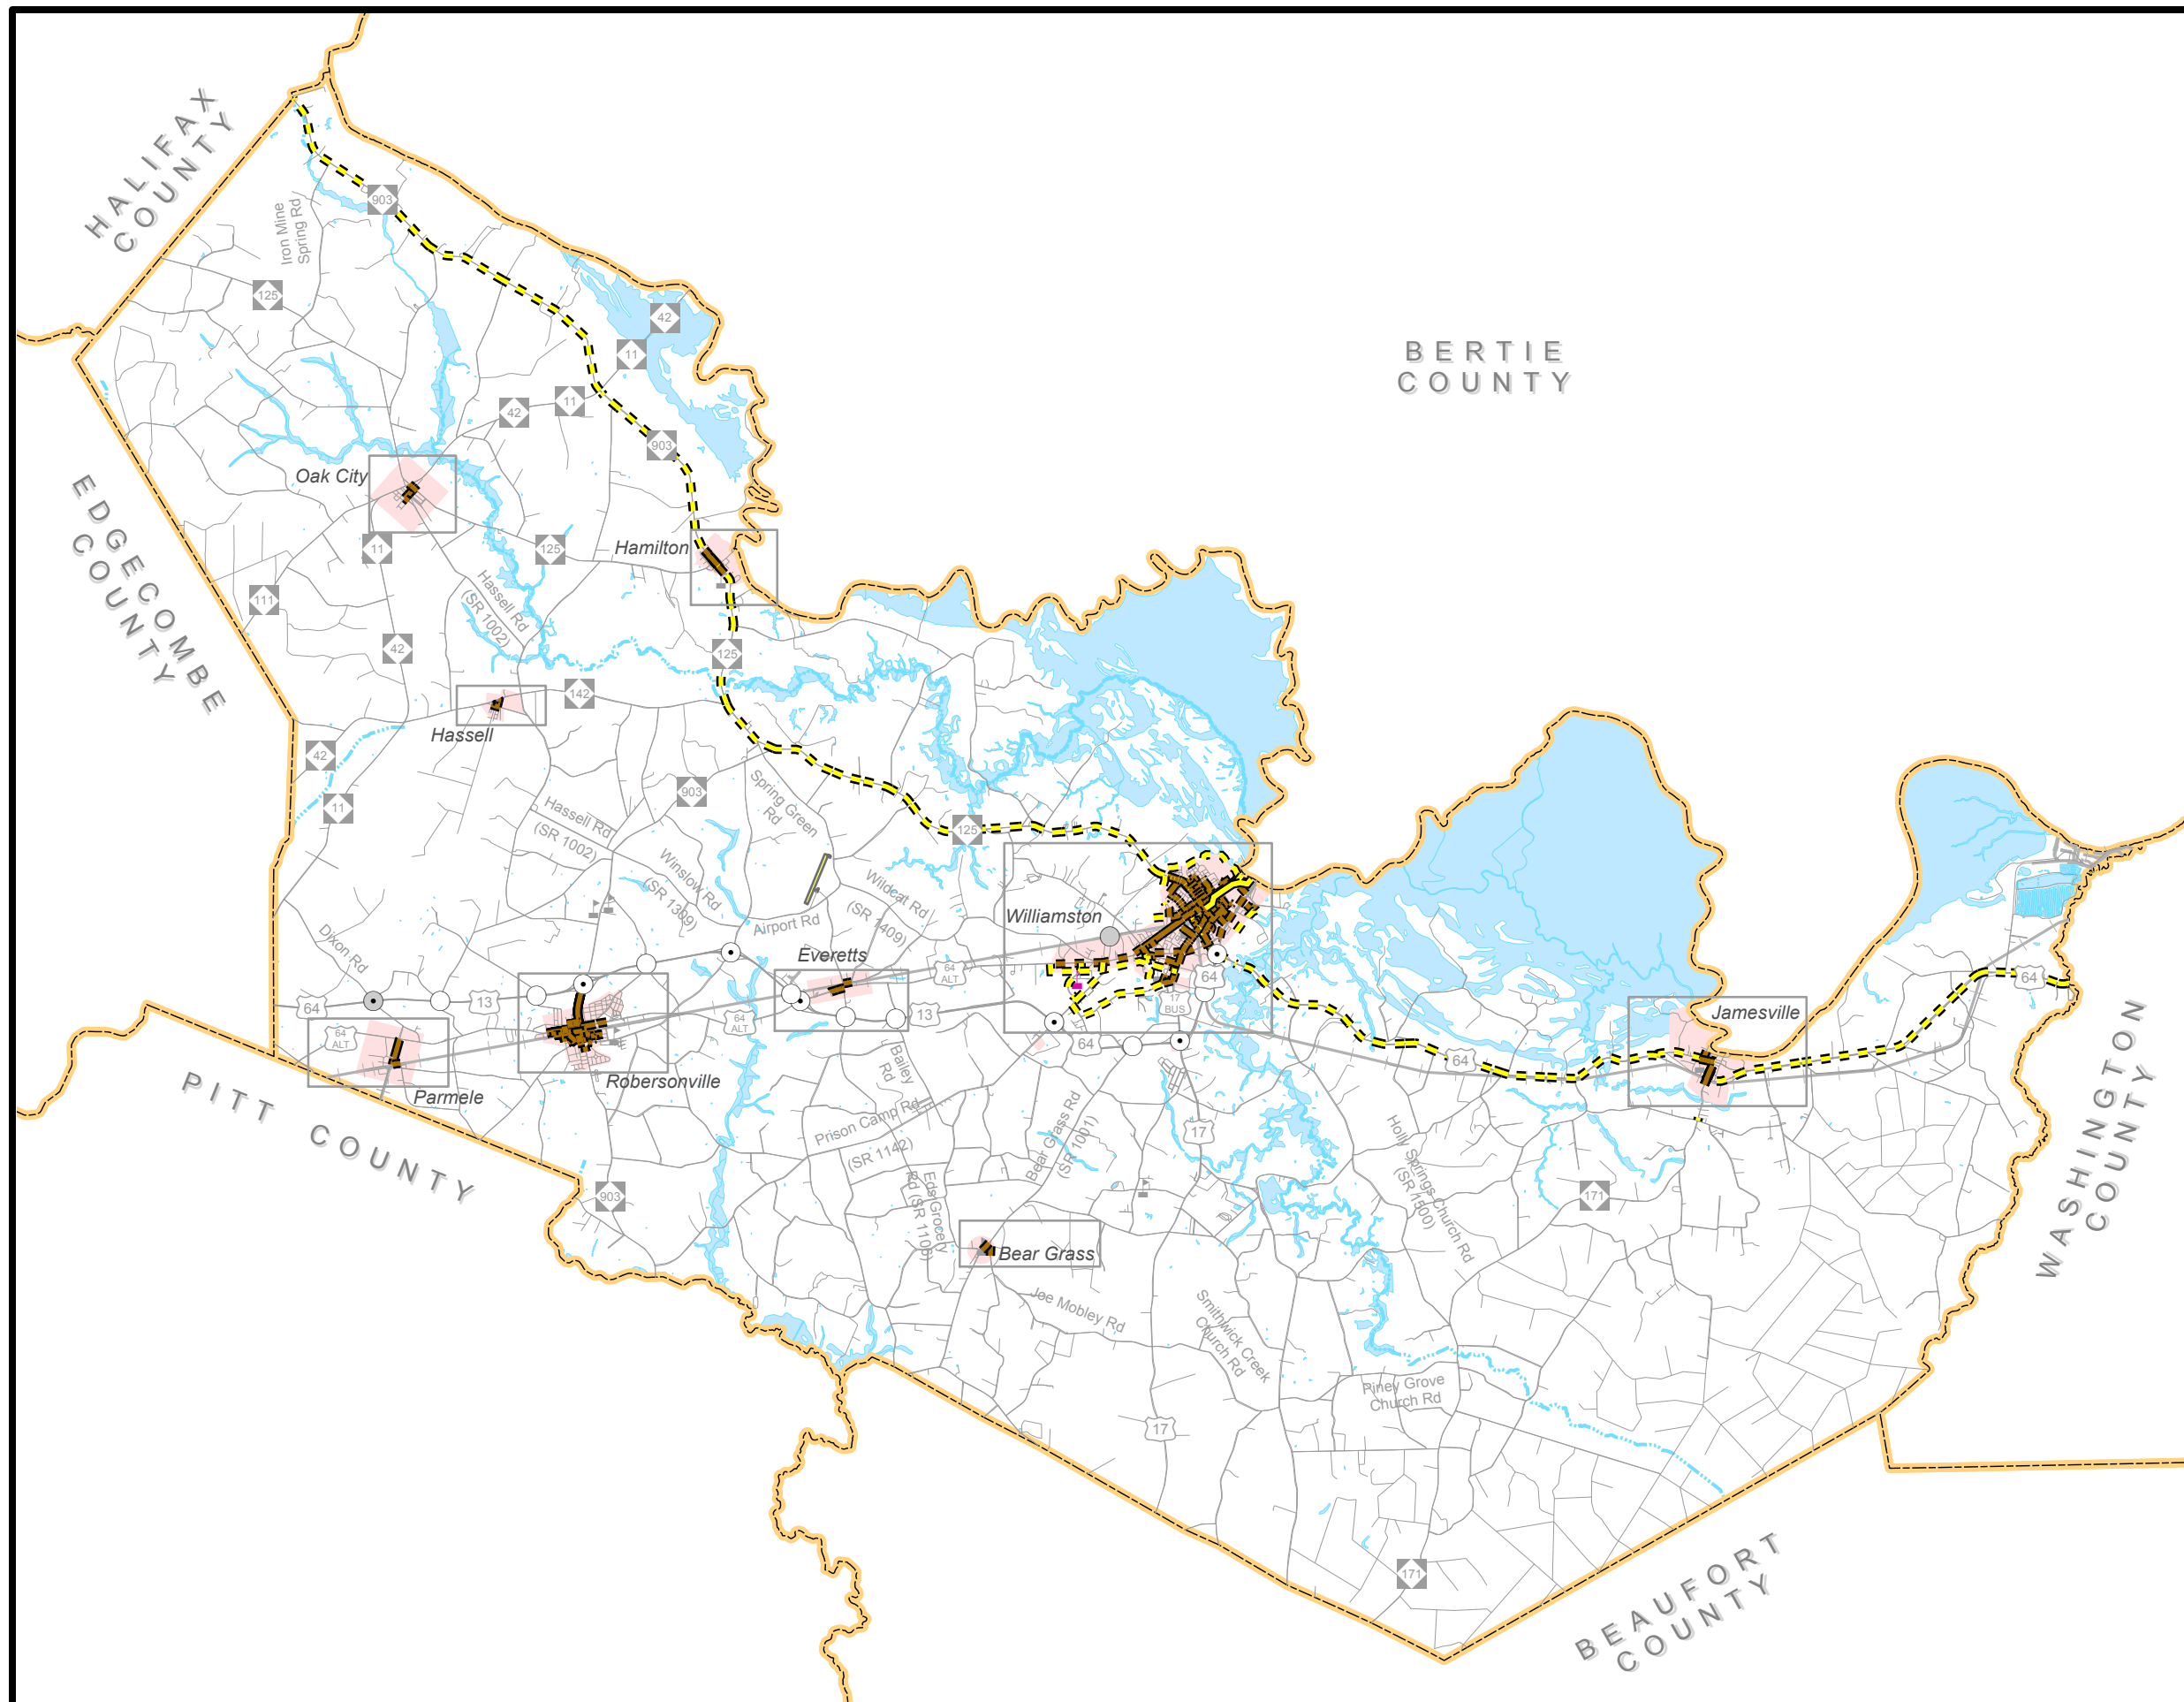 HALIFAX
COUNTY
903
Iron Mine
Spring Rd
125
42
11
BERTIE
COUNTY
11
42
903
Oak City
EDGECOMBE
COUNTY
11
125
Hamilton
Hassell Rd
(SR 1002)
111
42
125
142
Hassell
42
903
11
Spring Green
Rd
Hassell Rd
(SR 1002)
125
Winslow Rd
(SR 1309)
Wildcat Rd
(SR 1409)
Airport Rd
Williamston
Dixon Rd
Everetts
64
ALT
64
64
13
64
17
BUS
13
64
ALT
64
ALT
64
Jamesville
64
64
PITT COUNTY
Parmele
Robersonville
Bailey
Rd
Prison Camp Rd
(SR 1142)
Bear Grass Rd
(SR 1001)
17
Holly Springs Church Rd
(SR 1500)
171
WASHINGTON
COUNTY
903
Eds Grocery
Rd (SR 1106)
Bear Grass
Joe Mobley Rd
Smithwick Creek
Church Rd
Piney Grove
Church Rd
17
171
BEAUFORT
COUNTY